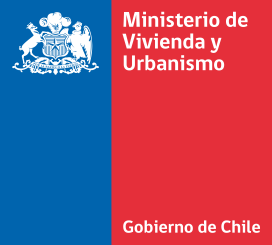 Ministerio de
Vivienda y
Urbanismo
Gobierno de Chile